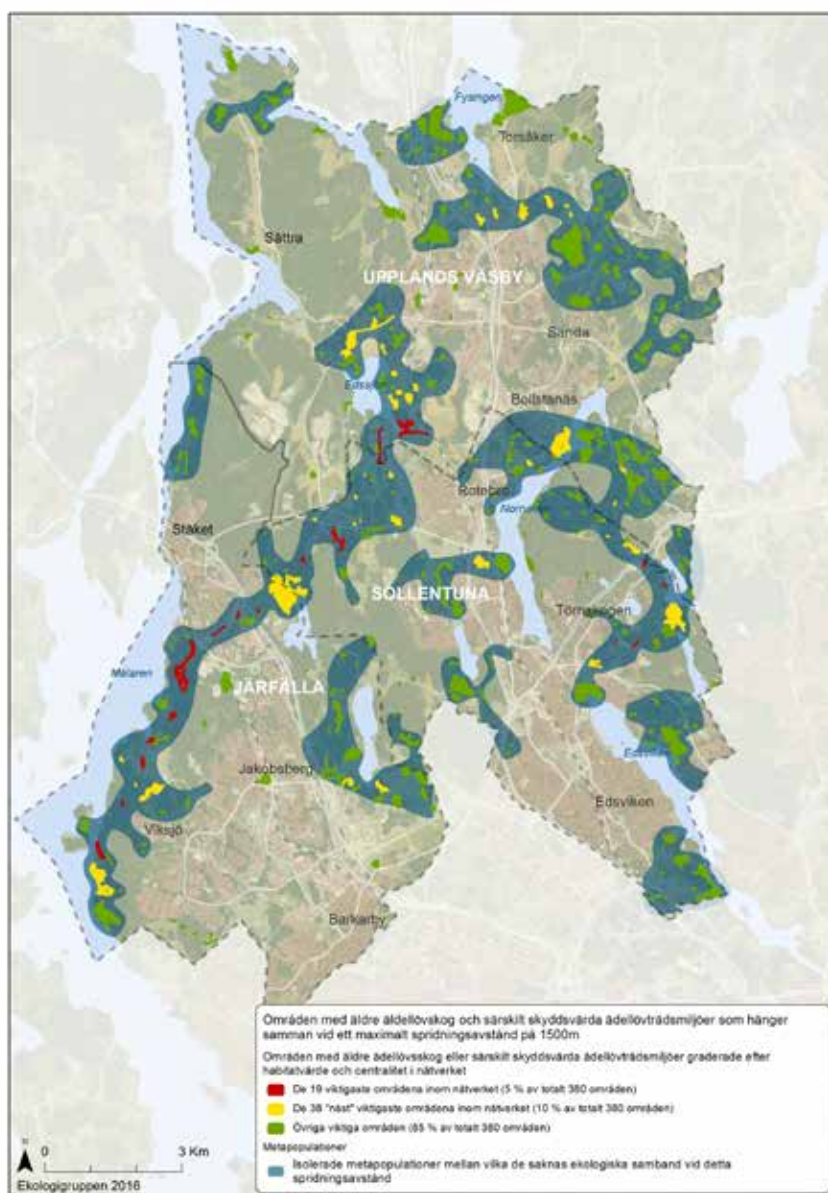 Fysingen
Torsåker
Sättra
UPPLANDS VÄSBY
Sanda
Edssjön
Bollstanäs
Rotebro
Norrviken
Stäket
SOLLENTUNA
Törnskogen
Mälaren
JÄRFÄLLA
Jakobsberg
Edsviken
Edsviken
Viksjö
Barkarby
Områden med äldre ädellövskog och särskilt skyddsvärda ädellövträdsmiljöer som hänger
samman vid ett maximalt spridningsavstånd på 1500m
Områden med äldre ädellövsskog eller särskilt skyddsvärda ädellövträdsmiljöer graderade efter
habitatvärde och centralitet i nätverket
De 19 viktigaste områdena inom nätverket (5 % av totalt 380 områden)
De 38 "näst" viktigaste områdena inom nätverket (10 % av totalt 380 områden)
Övriga viktiga områden (85 % av totalt 380 områden)
Metapopulationer
Isolerade metapopulationer mellan vilka de saknas ekologiska samband vid detta
spridningsavstånd
N
0 3 Km
Ekologigruppen 2016